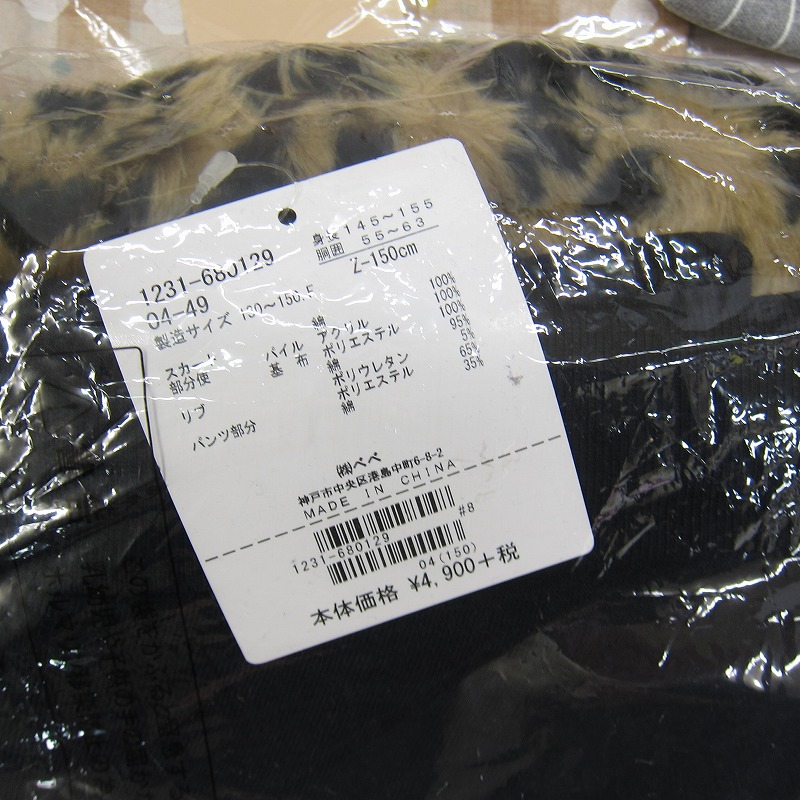 1231-680129
04-49
製造サイズ 130～150.F
身長 145～155
胴囲 55～63
Z-150cm
スカート 綿 100%
部分使 パイル アクリル 100%
基布 ポリエステル 100%
リブ 綿 95%
ポリウレタン 5%
パンツ部分 ポリエステル 65%
綿 35%
㈱べべ
神戸市中央区港島中町6-8-2
MADE IN CHINA
#8
1231-680129
04(150)
本体価格 ¥4,900+税